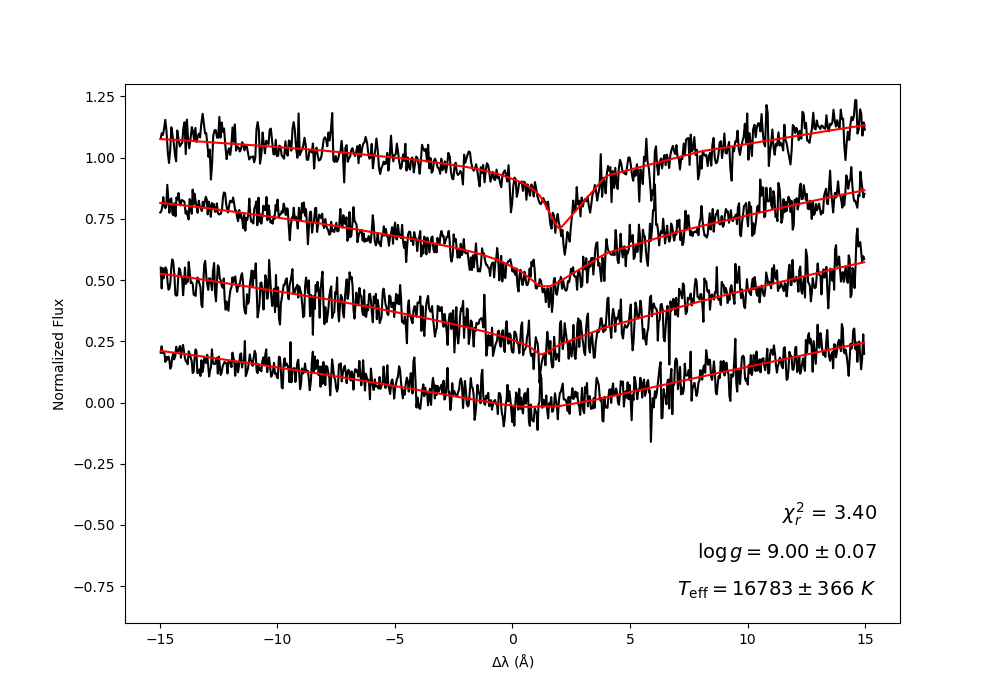 1.25
1.00
0.75
0.50
0.25
0.00
−0.25
−0.50
−0.75
Normalized Flux
χ²ᵣ = 3.40
log g = 9.00 ± 0.07
T_eff = 16783 ± 366 K
−15 −10 −5 0 5 10 15
Δλ (Å)